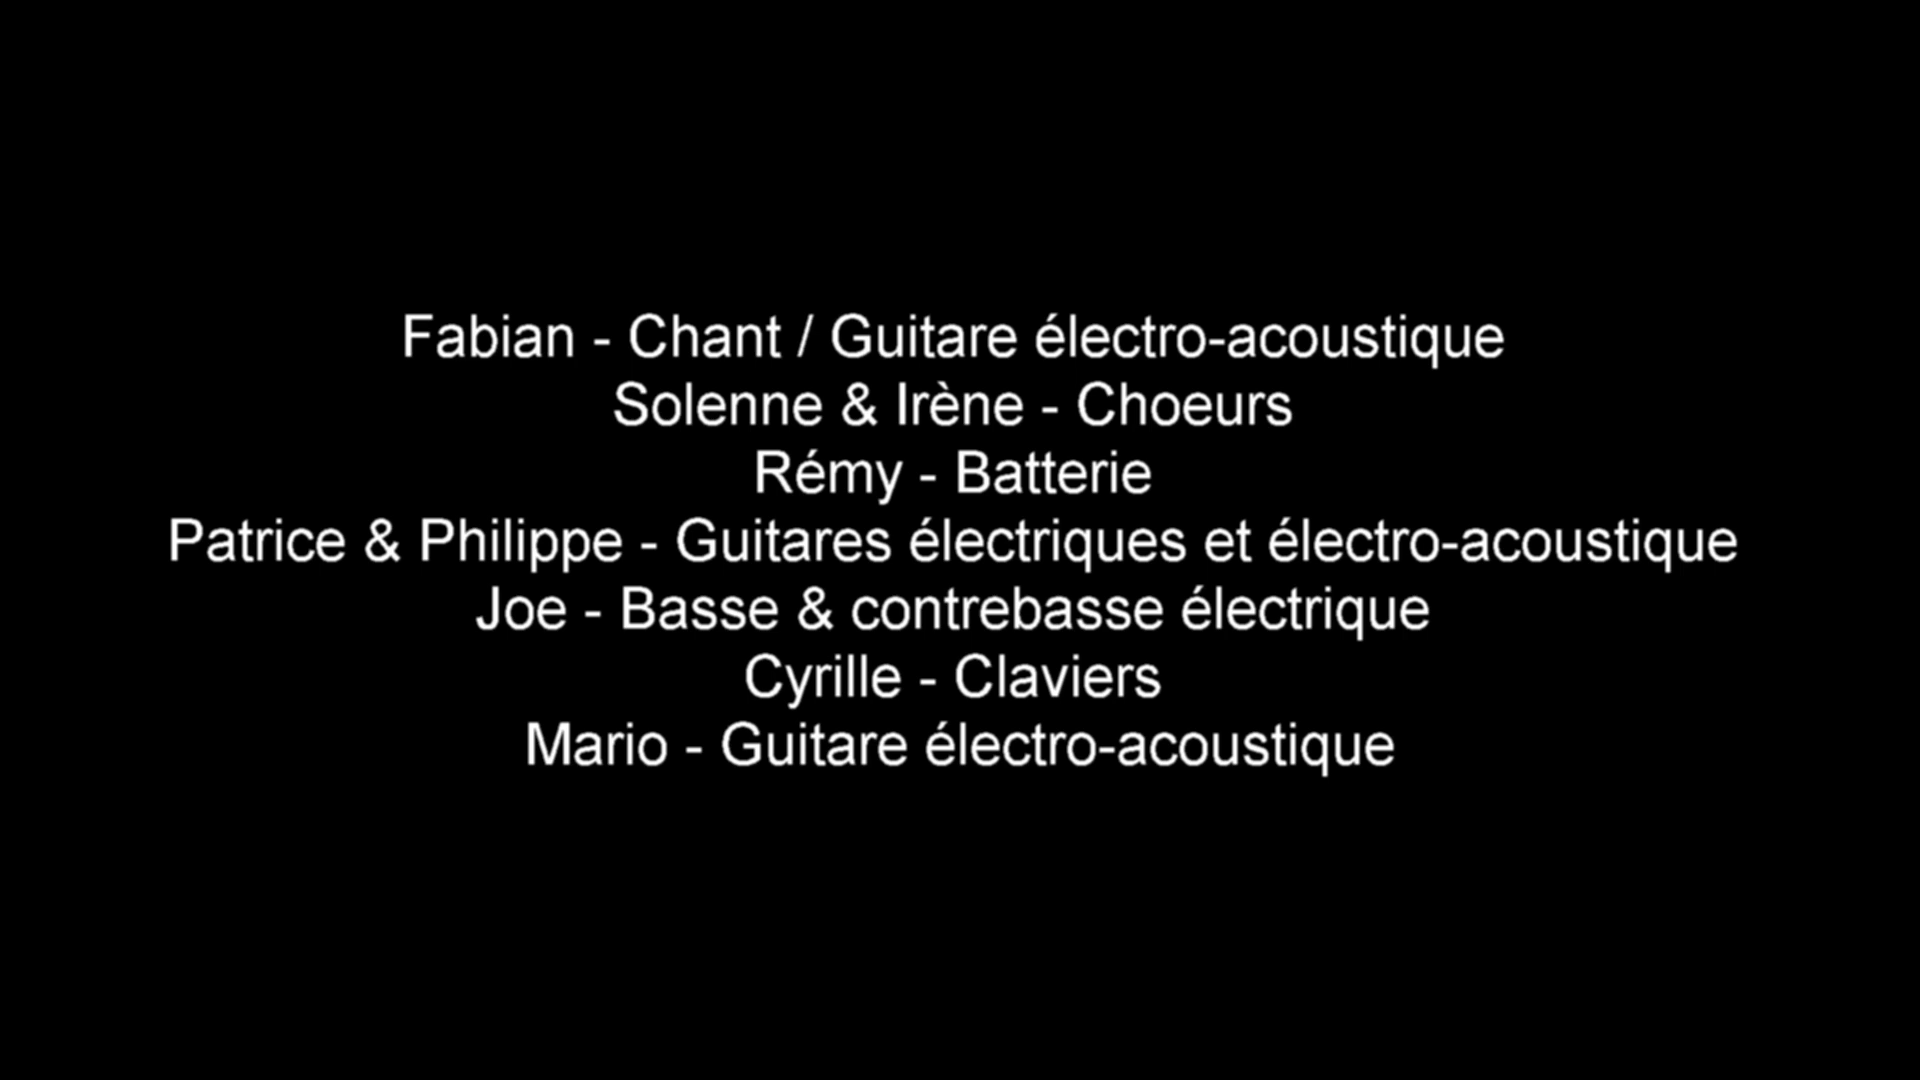 Fabian - Chant / Guitare électro-acoustique
Solenne & Irène - Choeurs
Rémy - Batterie
Patrice & Philippe - Guitares électriques et électro-acoustique
Joe - Basse & contrebasse électrique
Cyrille - Claviers
Mario - Guitare électro-acoustique